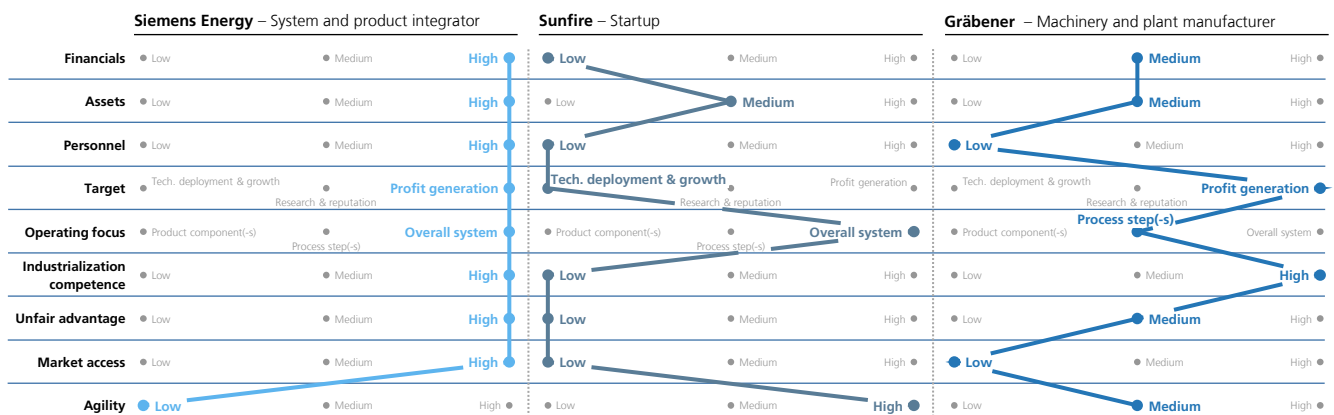 Siemens Energy – System and product integrator Sunfire – Startup Gräbener – Machinery and plant manufacturer
Financials Low Medium High Low Medium High Medium High
Assets Low Medium High Low Medium High Low Medium High
Personnel Low Medium High Low Medium High Low Medium High
Target Tech. deployment & growth Research & reputation Profit generation Tech. deployment & growth Research & reputation Profit generation Tech. deployment & growth Research & reputation Profit generation
Operating focus Product component(-s) Process step(-s) Overall system Product component(-s) Process step(-s) Overall system Product component(-s) Process step(-s) Overall system
Industrialization
competence Low Medium High Low Medium High Low Medium High
Unfair advantage Low Medium High Low Medium High Low Medium High
Market access Low Medium High Low Medium High Low Medium High
Agility Low Medium High Low Medium High Low Medium High